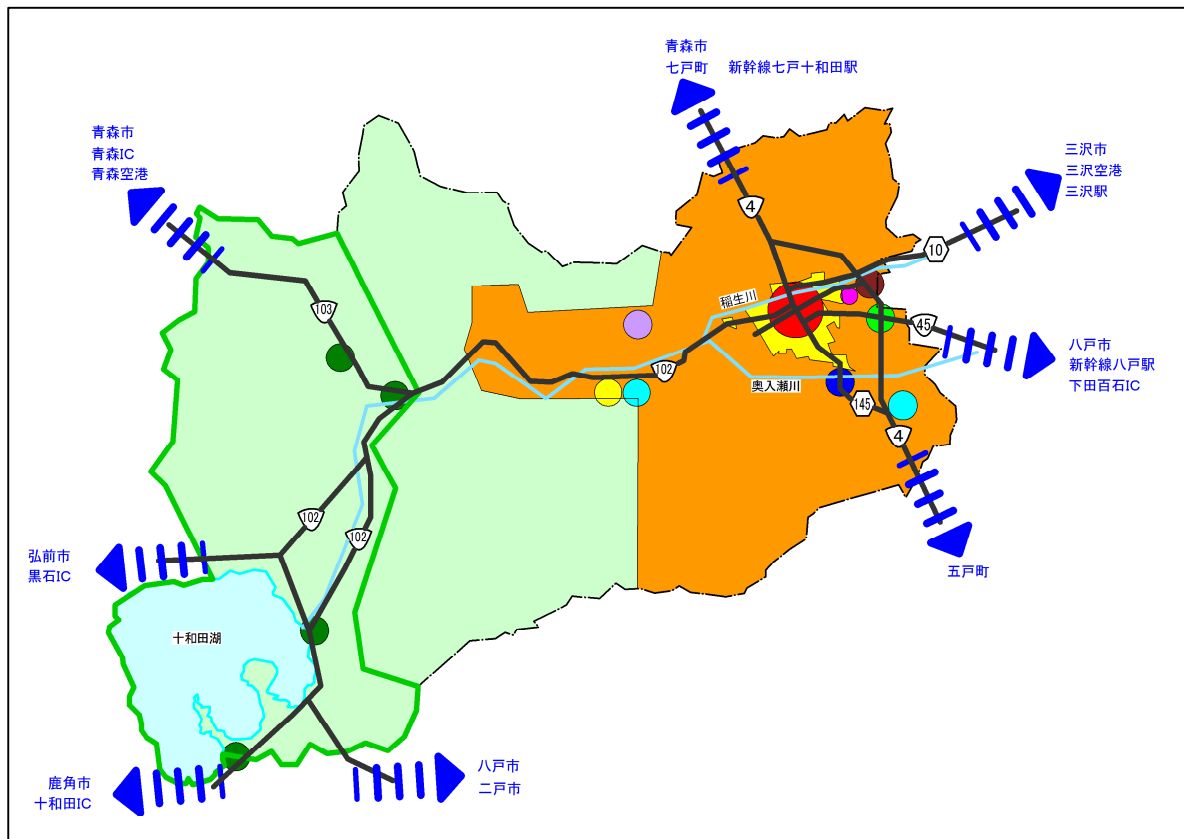 青森市
七戸町 新幹線七戸十和田駅
青森市
青森IC
青森空港
三沢市
三沢空港
三沢駅
4
10
稲生川
103
45
八戸市
新幹線八戸駅
下田百石IC
102
奥入瀬川
145
4
102
102
弘前市
黒石IC
五戸町
十和田湖
八戸市
二戸市
鹿角市
十和田IC